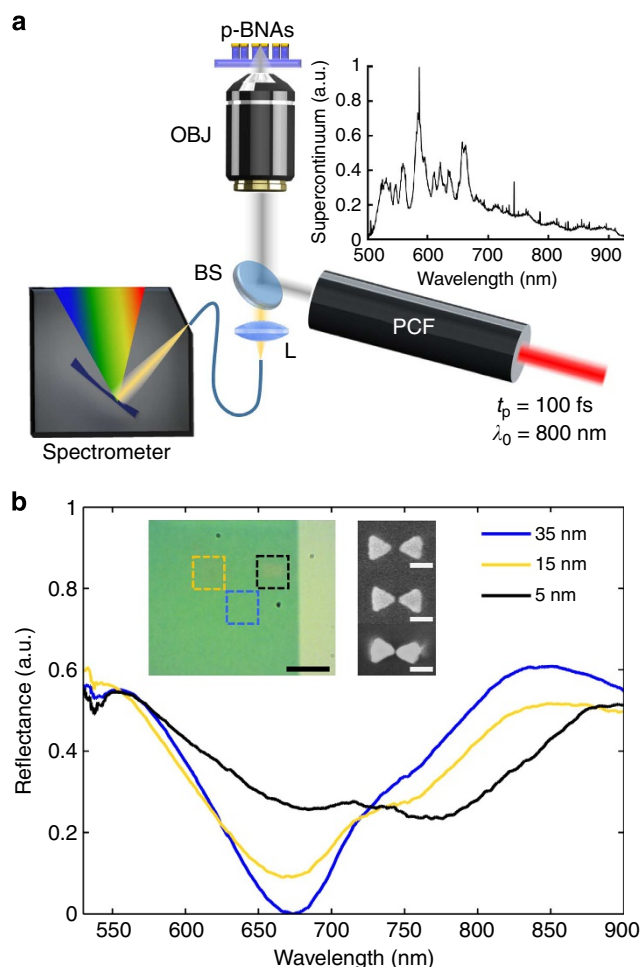 a
p-BNAs
OBJ
BS
L
PCF
Spectrometer
tp = 100 fs
λ0 = 800 nm
Supercontinuum (a.u.)
1
0.8
0.6
0.4
0.2
0
500 600 700 800 900
Wavelength (nm)
b
35 nm
15 nm
5 nm
Reflectance (a.u.)
1
0.8
0.6
0.4
0.2
0
550 600 650 700 750 800 850 900
Wavelength (nm)